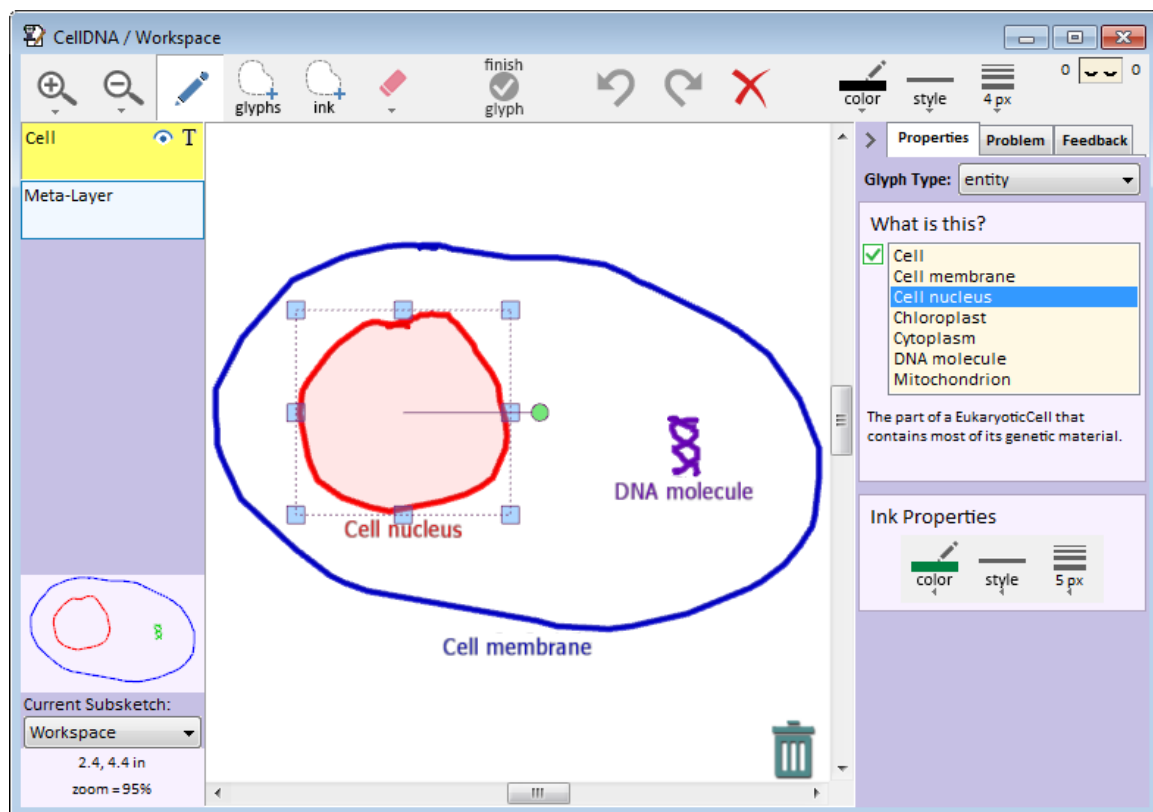 CellDNA / Workspace
glyphs
ink
finish
glyph
color
style
4 px
0
0
Cell
T
Meta-Layer
Cell nucleus
DNA molecule
Cell membrane
Current Subsketch:
Workspace
2.4, 4.4 in
zoom = 95%
Properties
Problem
Feedback
Glyph Type:
entity
What is this?
Cell
Cell membrane
Cell nucleus
Chloroplast
Cytoplasm
DNA molecule
Mitochondrion
The part of a EukaryoticCell that
contains most of its genetic material.
Ink Properties
color
style
5 px